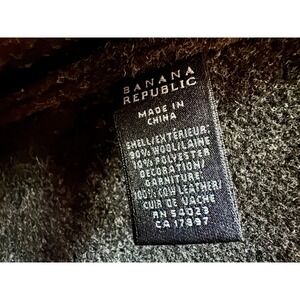 BANANA
REPUBLIC
MADE IN
CHINA
SHELL/EXTÉRIEUR:
90% WOOL/LAINE
10% POLYESTER
DECORATION/
GARNITURE:
100%(COW LEATHER/
CUIR DE VACHE
RN 54023
CA 17897